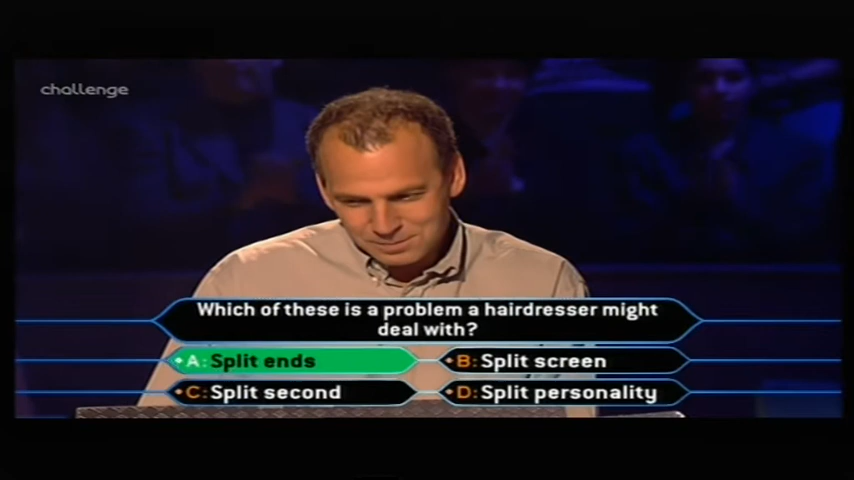 challenge
Which of these is a problem a hairdresser might
deal with?
A: Split ends
B: Split screen
C: Split second
D: Split personality